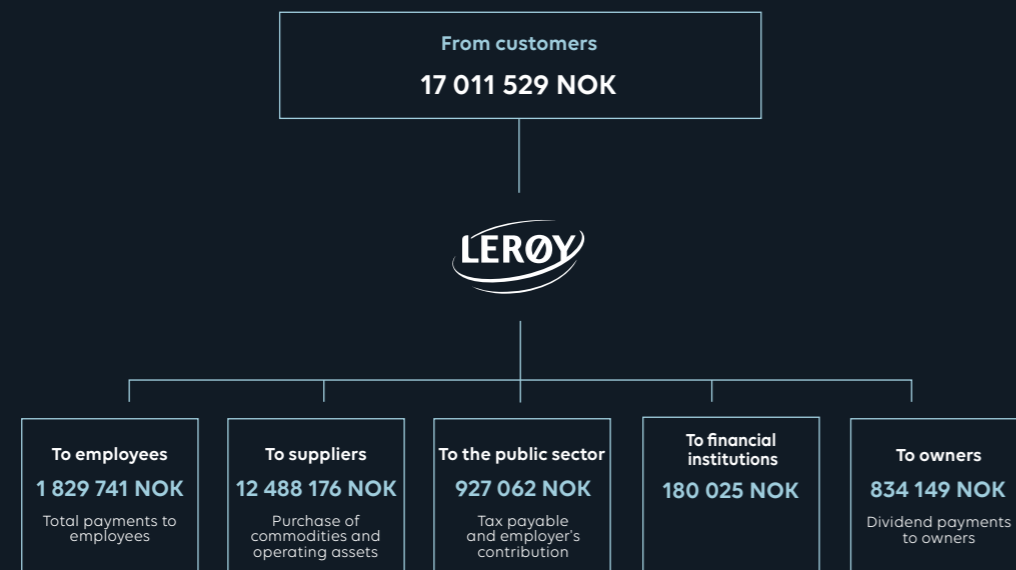 From customers
17 011 529 NOK
LERØY
To employees
1 829 741 NOK
Total payments to
employees
To suppliers
12 488 176 NOK
Purchase of
commodities and
operating assets
To the public sector
927 062 NOK
Tax payable
and employer's
contribution
To financial
institutions
180 025 NOK
To owners
834 149 NOK
Dividend payments
to owners